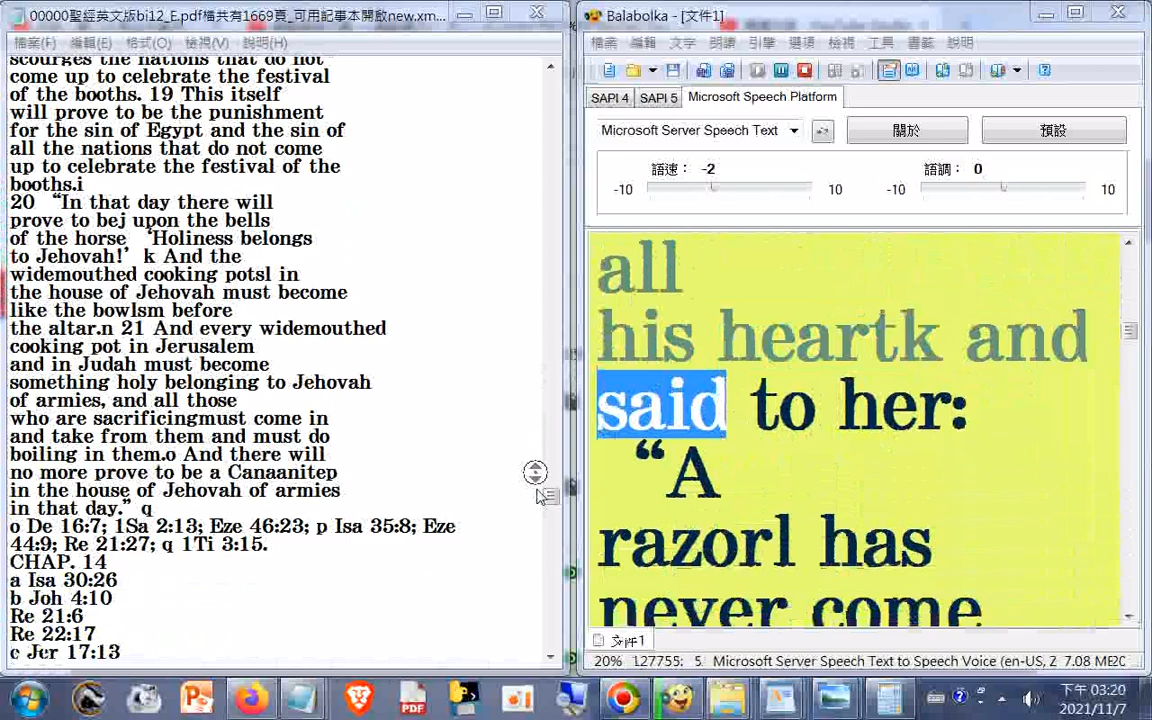 00000聖經英文版bi12_E.pdf檔共有1669頁_可用記事本開啟new.xm...
檔案(F) 編輯(E) 格式(O) 檢視(V) 說明(H)
scourges the nations that do not
come up to celebrate the festival
of the booths. 19 This itself
will prove to be the punishment
for the sin of Egypt and the sin of
all the nations that do not come
up to celebrate the festival of the
booths.i
20 “In that day there will
prove to bej upon the bells
of the horse ‘Holiness belongs
to Jehovah!’ k And the
widemouthed cooking potsl in
the house of Jehovah must become
like the bowlsm before
the altar.n 21 And every widemouthed
cooking pot in Jerusalem
and in Judah must become
something holy belonging to Jehovah
of armies, and all those
who are sacrificingmust come in
and take from them and must do
boiling in them.o And there will
no more prove to be a Canaanitep
in the house of Jehovah of armies
in that day.” q
o De 16:7; 1Sa 2:13; Eze 46:23; p Isa 35:8; Eze
44:9; Re 21:27; q 1Ti 3:15.
CHAP. 14
a Isa 30:26
b Joh 4:10
Re 21:6
Re 22:17
c Jer 17:13
Balabolka - [文件1]
檔案 編輯 文字 朗讀 引擎 選項 檢視 工具 書籤 說明
SAPI 4 SAPI 5 Microsoft Speech Platform
Microsoft Server Speech Text 關於 預設
語速： -2 語調： 0
-10 10 -10 10
all
his heartk and
said to her:
“A
razorl has
never come
文件1
20% 127755: 5 Microsoft Server Speech Text to Speech Voice (en-US, Z 7.08 ME
PDF
下午 03:20
2021/11/7